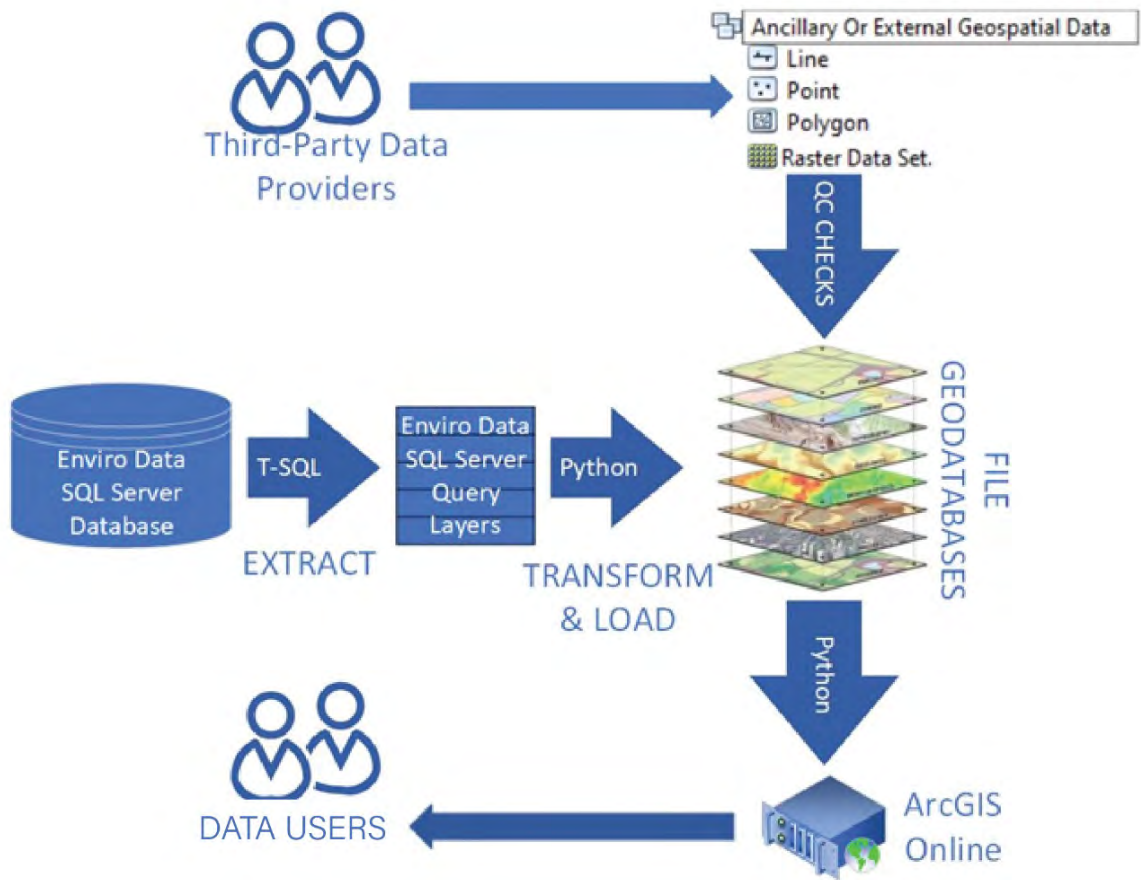 Ancillary Or External Geospatial Data
Line
Point
Polygon
Raster Data Set.
Third-Party Data
Providers
QC CHECKS
Enviro Data
SQL Server
Database
T-SQL
EXTRACT
Enviro Data
SQL Server
Query
Layers
Python
TRANSFORM
& LOAD
FILE
GEODATABASES
Python
DATA USERS
ArcGIS
Online